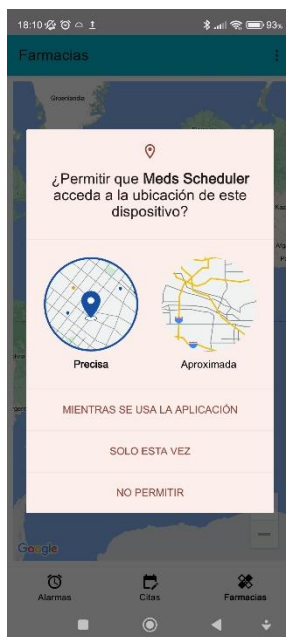 18:10
93%
Farmacias
Groenlandia
¿Permitir que Meds Scheduler
acceda a la ubicación de este
dispositivo?
Precisa
Aproximada
MIENTRAS SE USA LA APLICACIÓN
SOLO ESTA VEZ
NO PERMITIR
Google
Alarmas
Citas
Farmacias